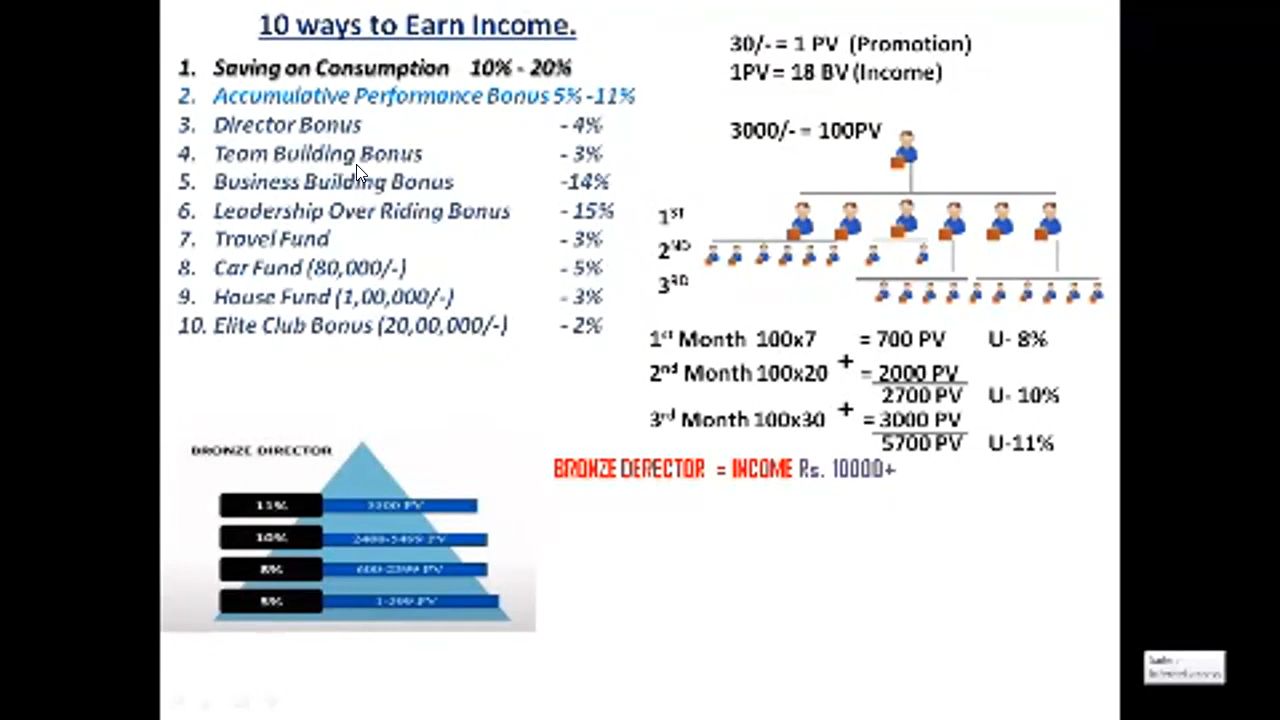 10 ways to Earn Income.
1. Saving on Consumption 10% - 20%
2. Accumulative Performance Bonus 5% -11%
3. Director Bonus - 4%
4. Team Building Bonus - 3%
5. Business Building Bonus -14%
6. Leadership Over Riding Bonus - 15%
7. Travel Fund - 3%
8. Car Fund (80,000/-) - 5%
9. House Fund (1,00,000/-) - 3%
10. Elite Club Bonus (20,00,000/-) - 2%
30/- = 1 PV (Promotion)
1PV = 18 BV (Income)
3000/- = 100PV
1ST
2ND
3RD
1st Month 100x7 = 700 PV U- 8%
+
2nd Month 100x20 = 2000 PV
2700 PV U- 10%
+
3rd Month 100x30 = 3000 PV
5700 PV U-11%
BRONZE DERECTOR = INCOME Rs. 10000+
BRONZE DIRECTOR
11% PV
10% PV
8% PV
5% PV